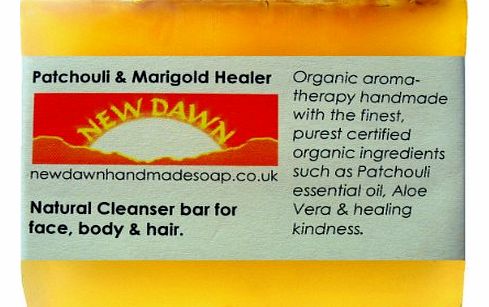 Patchouli & Marigold Healer
NEW DAWN
newdawnhandmadesoap.co.uk
Natural Cleanser bar for
face, body & hair.
Organic aroma-
therapy handmade
with the finest,
purest certified
organic ingredients
such as Patchouli
essential oil, Aloe
Vera & healing
kindness.